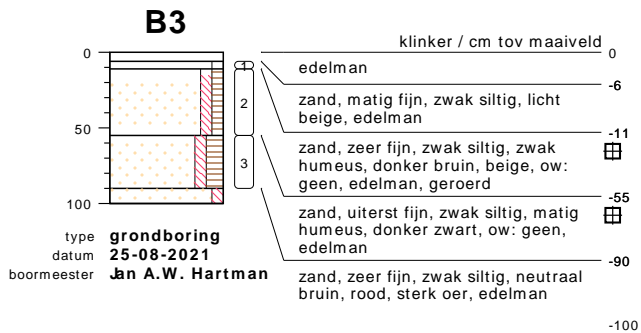 B3
klinker / cm tov maaiveld
0
0
edelman
-6
1
zand, matig fijn, zwak siltig, licht
beige, edelman
2
-11
50
zand, zeer fijn, zwak siltig, zwak
humeus, donker bruin, beige, ow:
geen, edelman, geroerd
3
-55
zand, uiterst fijn, zwak siltig, matig
humeus, donker zwart, ow: geen,
edelman
100
-90
zand, zeer fijn, zwak siltig, neutraal
bruin, rood, sterk oer, edelman
-100
type grondboring
datum 25-08-2021
boormeester Jan A.W. Hartman